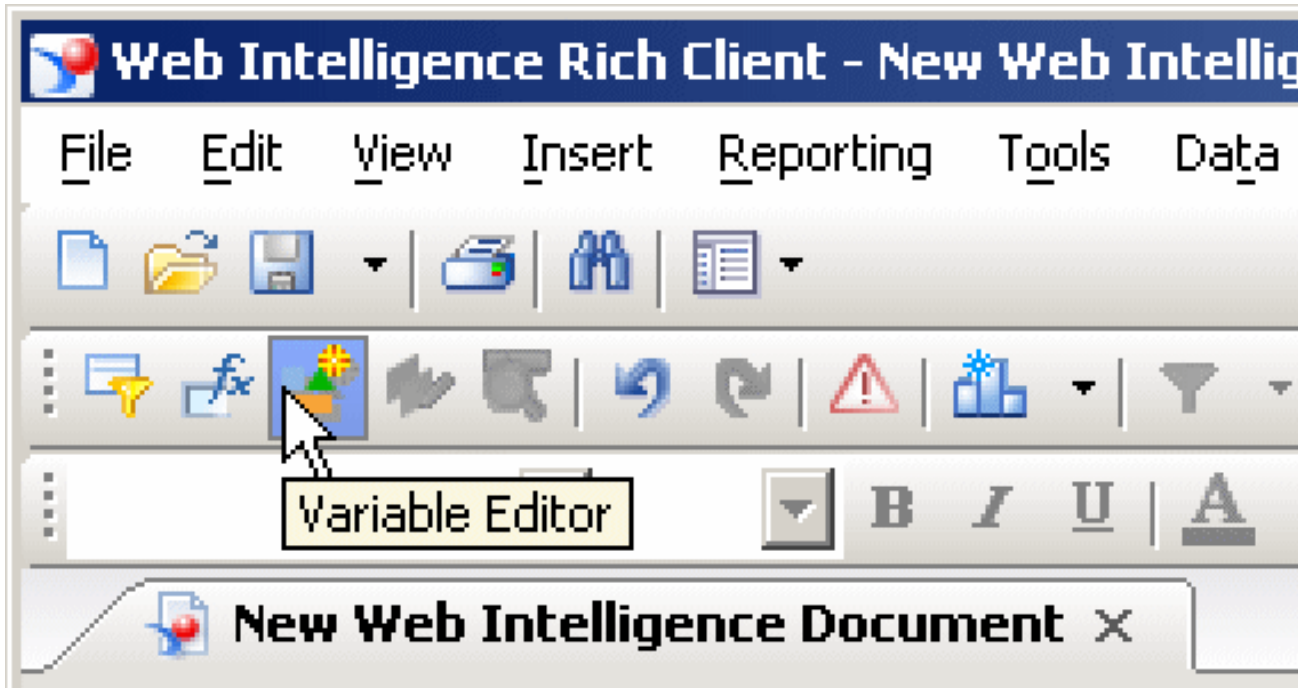 Web Intelligence Rich Client - New Web Intellig
File Edit View Insert Reporting Tools Data
fx
Variable Editor
B I U A
New Web Intelligence Document